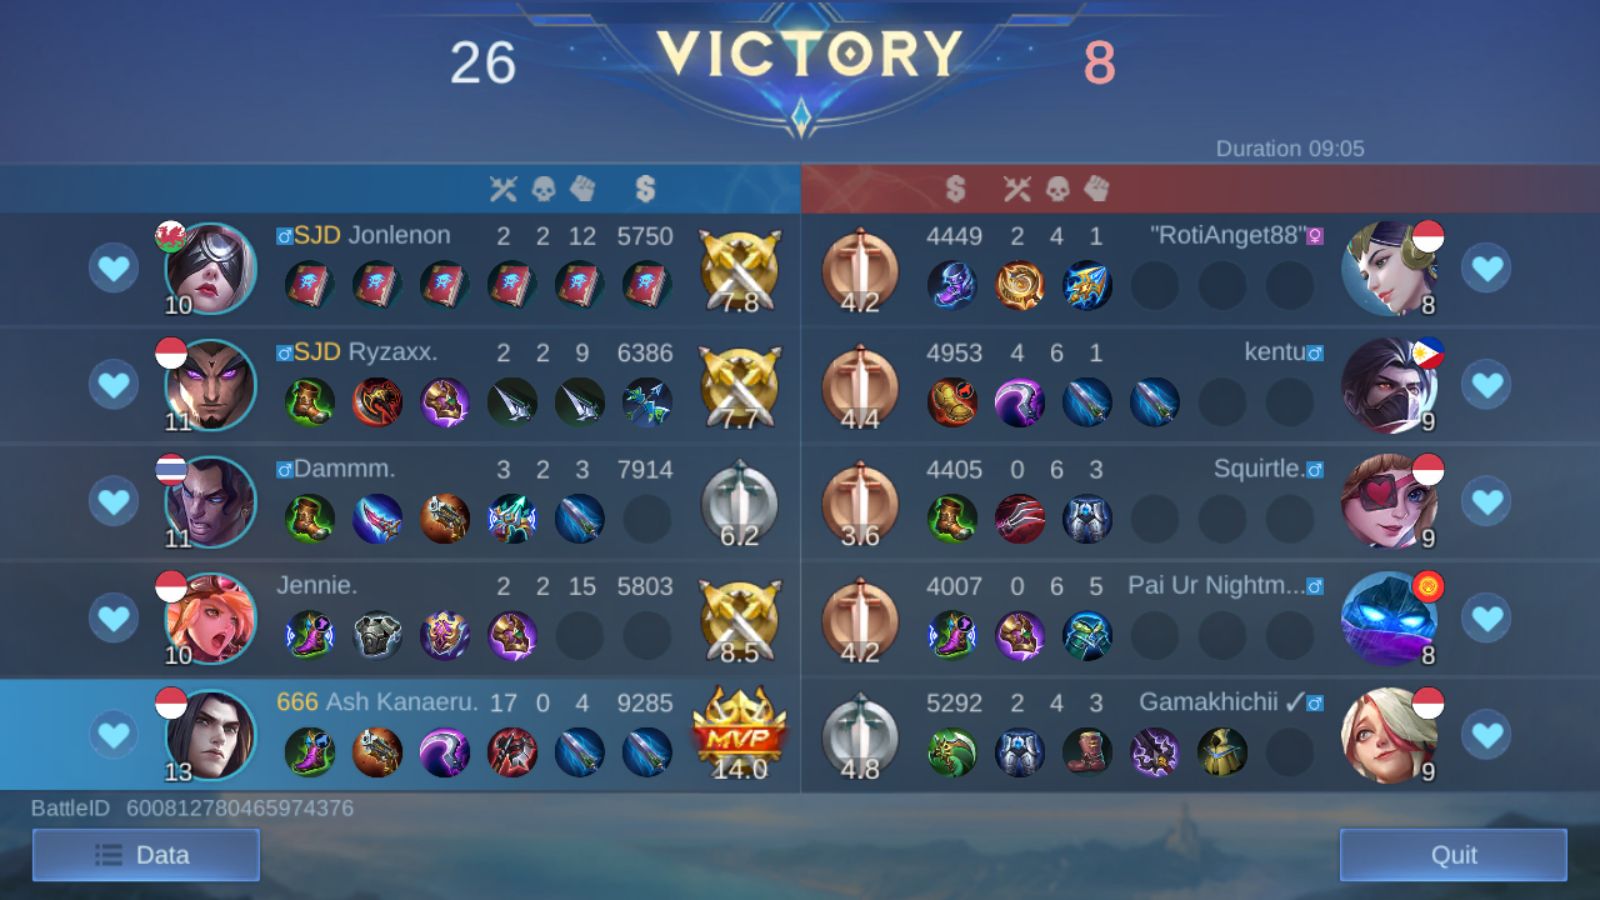 26 VICTORY 8
Duration 09:05
SJD Jonlenon 2 2 12 5750
10 7.8
4449 2 4 1 "RotiAnget88"
4.2 8
SJD Ryzaxx. 2 2 9 6386
11 7.7
4953 4 6 1 kentu
4.4 9
Dammm. 3 2 3 7914
11 6.2
4405 0 6 3 Squirtle.
3.6 9
Jennie. 2 2 15 5803
10 8.5
4007 0 6 5 Pai Ur Nightm...
4.2 8
666 Ash Kanaeru. 17 0 4 9285
MVP
13 14.0
5292 2 4 3 Gamakhichii ✓
4.8 9
BattleID 600812780465974376
Data
Quit